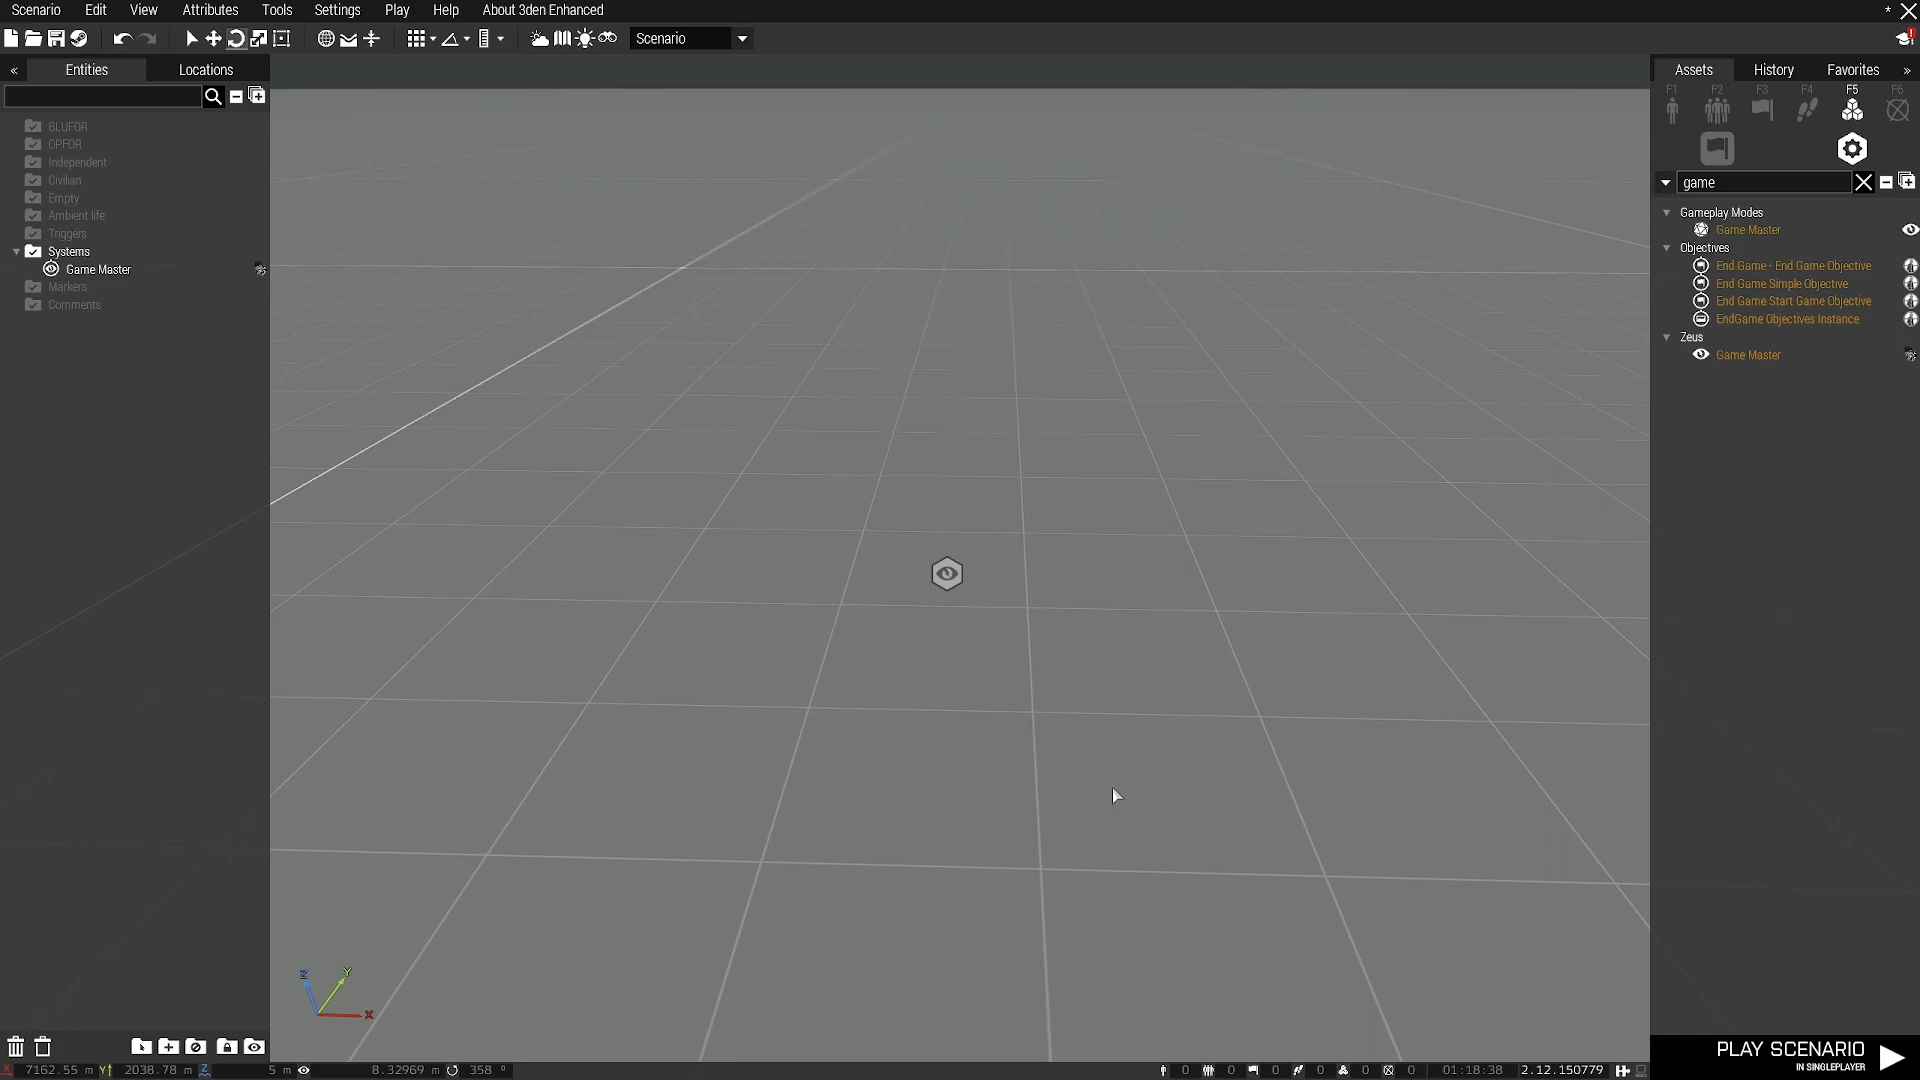 Scenario Edit View Attributes Tools Settings Play Help About 3den Enhanced *
Scenario
« Entities Locations
Assets History Favorites »
F1 F2 F3 F4 F5 F6
game
BLUFOR
OPFOR
Independent
Civilian
Empty
Ambient life
Triggers
Systems
Game Master
Markers
Comments
Gameplay Modes
Game Master
Objectives
End Game - End Game Objective
End Game Simple Objective
End Game Start Game Objective
EndGame Objectives Instance
Zeus
Game Master
Z Y X
PLAY SCENARIO
IN SINGLEPLAYER
X 7162.55 m Y 2038.78 m Z 5 m 8.32969 m 358 ° 0 0 0 0 0 0 01:18:38 2.12.150779